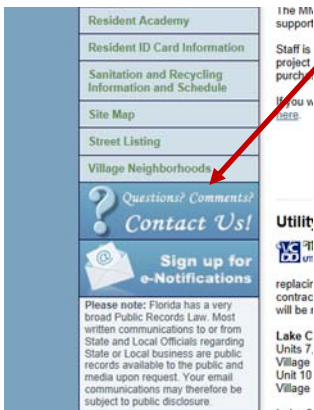 Resident Academy
Resident ID Card Information
Sanitation and Recycling
Information and Schedule
Site Map
Street Listing
Village Neighborhoods
Questions? Comments?
Contact Us!
Sign up for
e-Notifications
Please note: Florida has a very
broad Public Records Law. Most
written communications to or from
State and Local Officials regarding
State or Local business are public
records available to the public and
media upon request. Your email
communications may therefore be
subject to public disclosure.
The
support
Staff is
project
If you w
here.
replacin
contrac
will be
Lake C
Units 7,
Village
Unit 10
Village